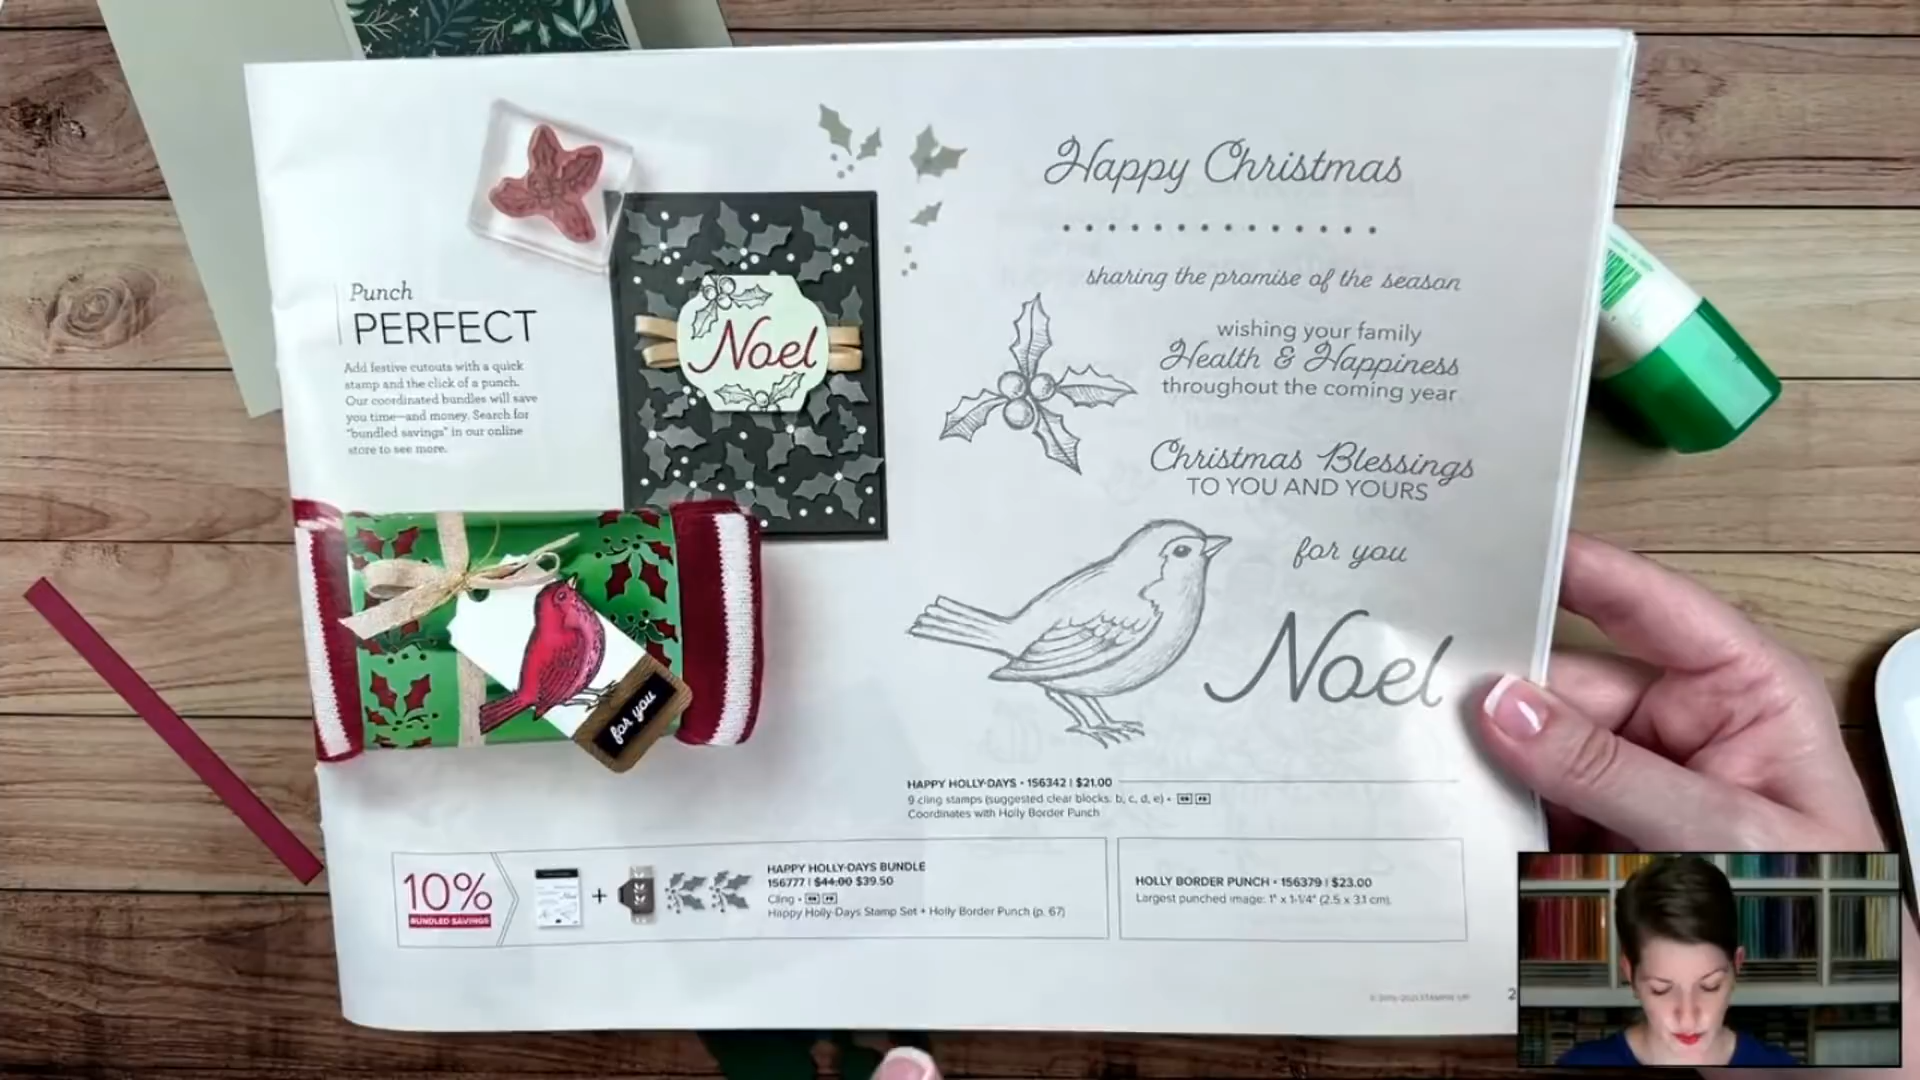 Punch
PERFECT
Add festive cutouts with a quick
stamp and the click of a punch.
Our coordinated bundles will save
you time—and money. Search for
"bundled savings" in our online
store to see more.
Noel
for you
Happy Christmas
sharing the promise of the season
wishing your family
Health & Happiness
throughout the coming year
Christmas Blessings
TO YOU AND YOURS
for you
Noel
HAPPY HOLLY-DAYS • 156342 | $21.00
9 cling stamps (suggested clear blocks: b, c, d, e) •
Coordinates with Holly Border Punch
10%
BUNDLED SAVINGS
+
HAPPY HOLLY-DAYS BUNDLE
156777 | $44.00 $39.50
Cling •
Happy Holly-Days Stamp Set + Holly Border Punch (p. 67)
HOLLY BORDER PUNCH • 156379 | $23.00
Largest punched image: 1" x 1-1/4" (2.5 x 3.1 cm).
STAMPIN' UP!